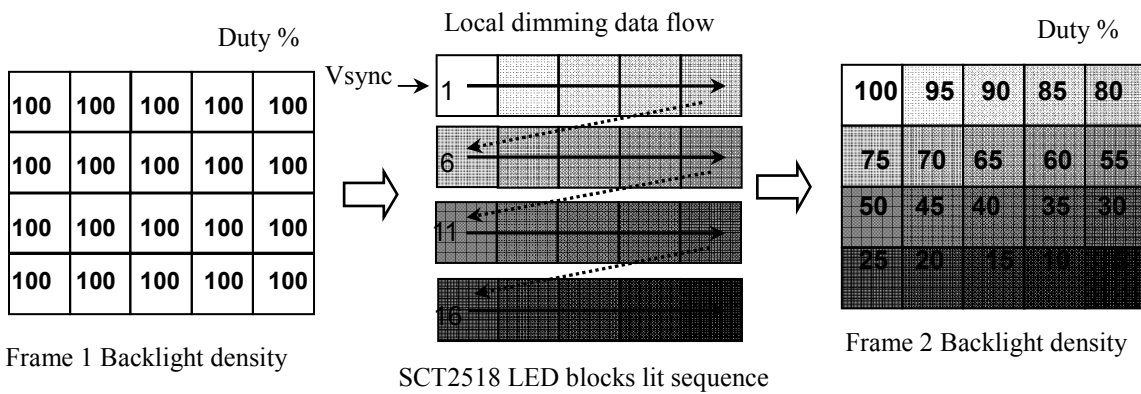 Duty %
Local dimming data flow
Duty %
Vsync
100 100 100 100 100
100 100 100 100 100
100 100 100 100 100
100 100 100 100 100
1
6
11
16
100 95 90 85 80
75 70 65 60 55
50 45 40 35 30
25 20 15 10
Frame 1 Backlight density
SCT2518 LED blocks lit sequence
Frame 2 Backlight density